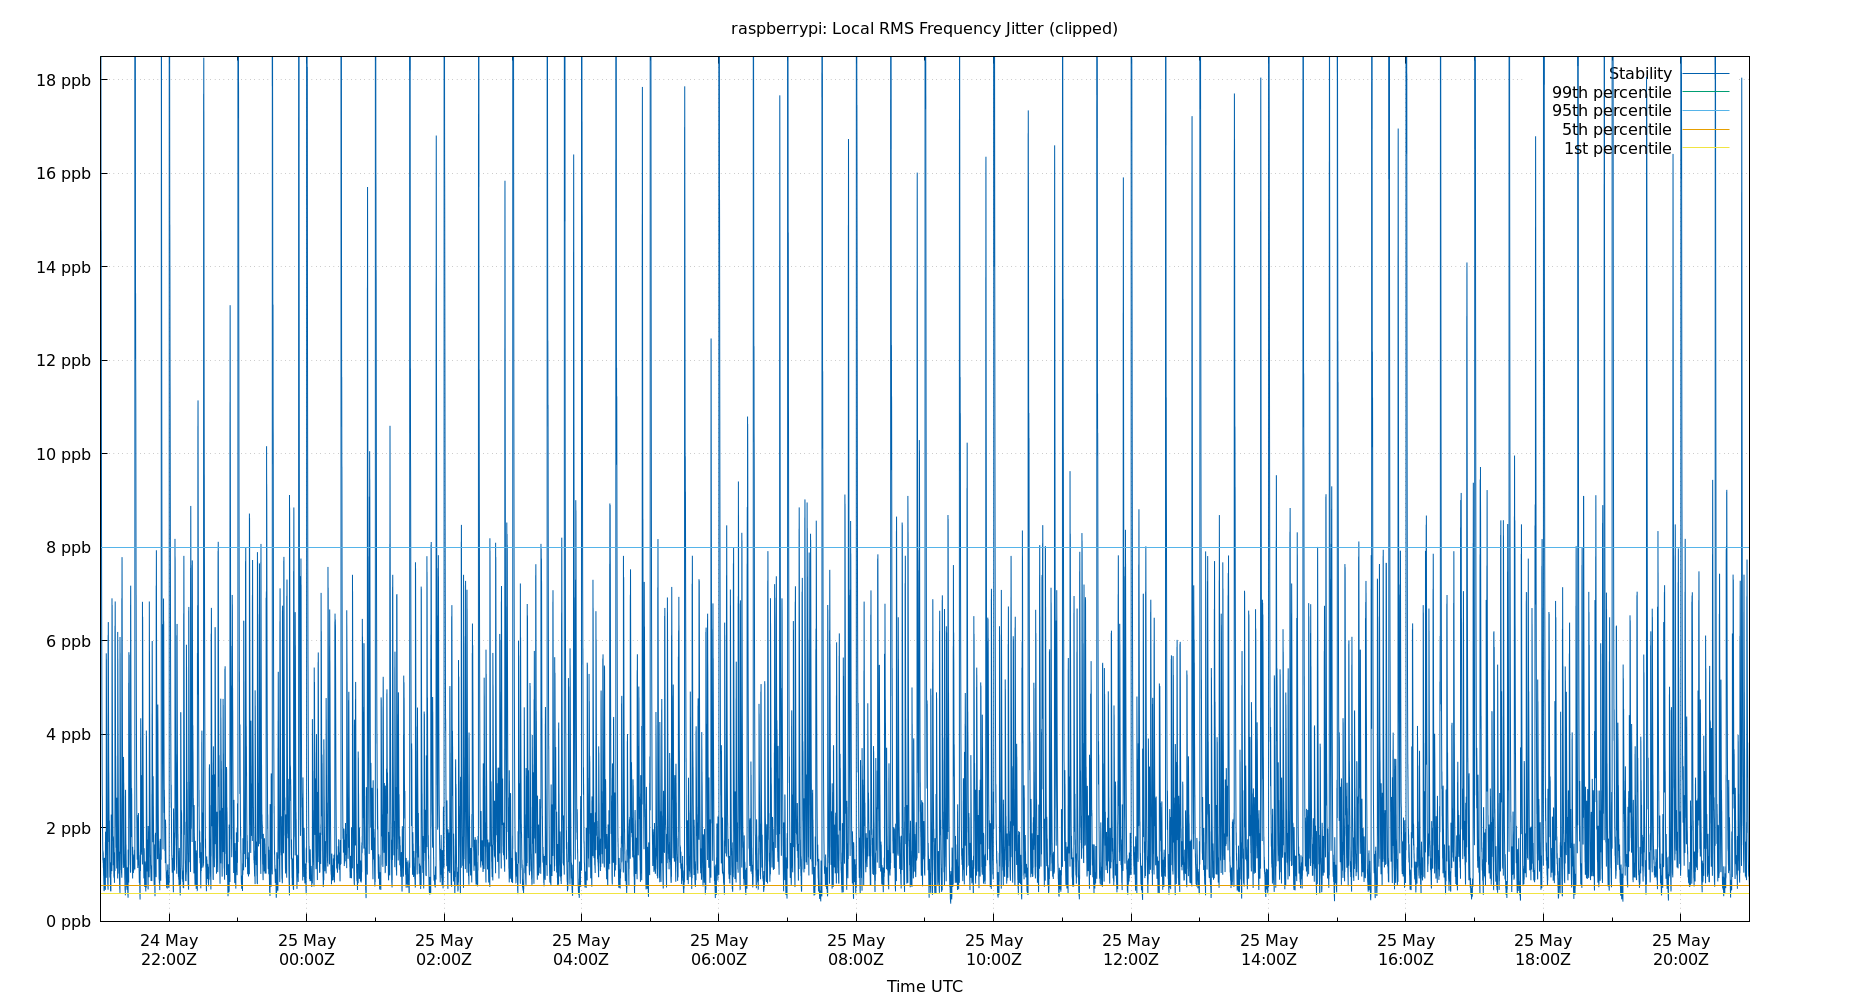 raspberrypi: Local RMS Frequency Jitter (clipped)
18 ppb
16 ppb
14 ppb
12 ppb
10 ppb
8 ppb
6 ppb
4 ppb
2 ppb
0 ppb
Stability
99th percentile
95th percentile
5th percentile
1st percentile
24 May 25 May 25 May 25 May 25 May 25 May 25 May 25 May 25 May 25 May 25 May 25 May
22:00Z 00:00Z 02:00Z 04:00Z 06:00Z 08:00Z 10:00Z 12:00Z 14:00Z 16:00Z 18:00Z 20:00Z
Time UTC